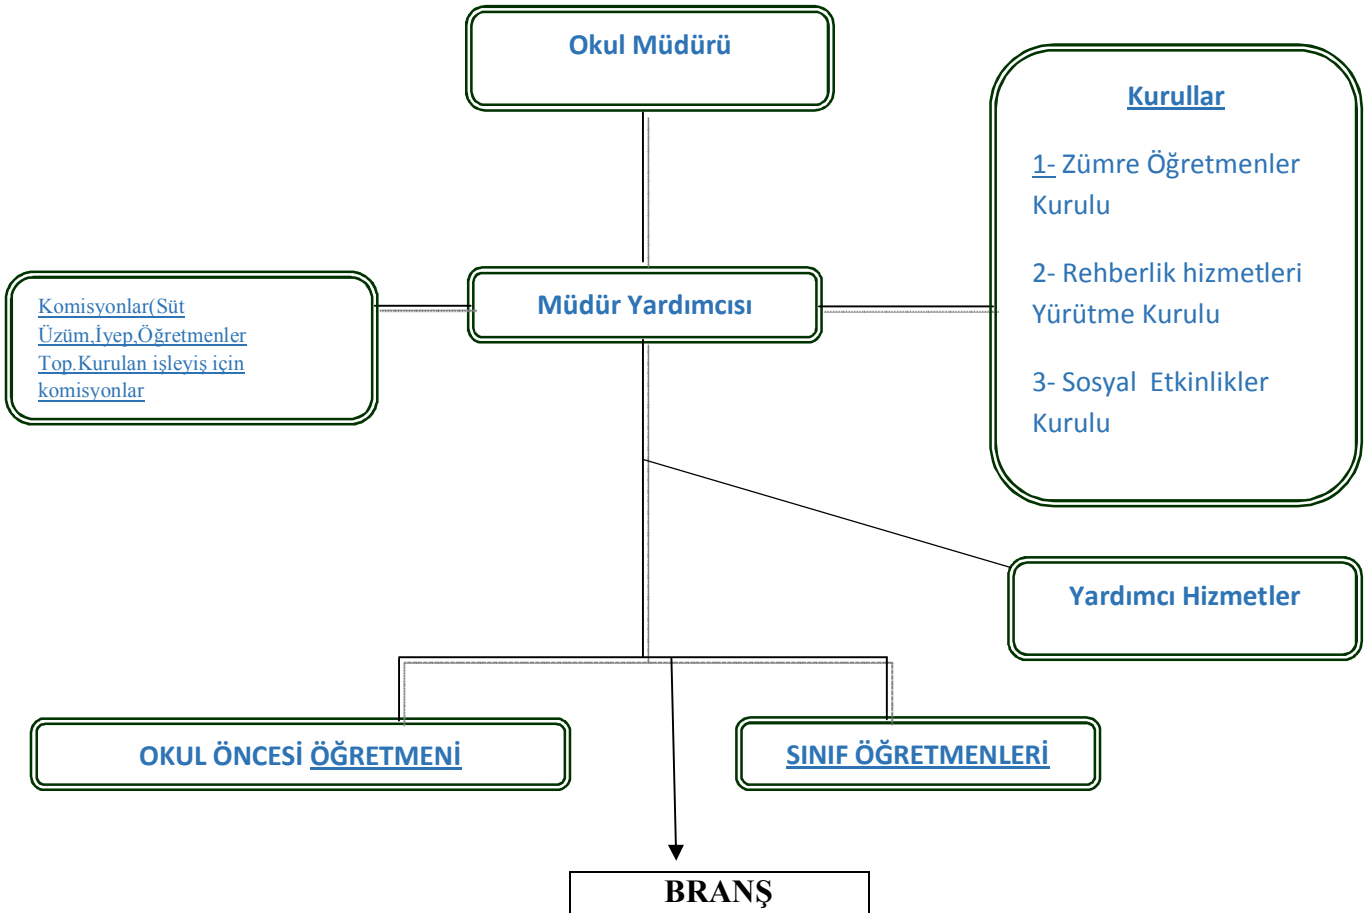 Okul Müdürü
Kurullar
1- Zümre Öğretmenler
Kurulu
2- Rehberlik hizmetleri
Yürütme Kurulu
3- Sosyal  Etkinlikler
Kurulu
Komisyonlar(Süt
Üzüm,İyep,Öğretmenler
Top.Kurulan işleyiş için
komisyonlar
Müdür Yardımcısı
Yardımcı Hizmetler
OKUL ÖNCESİ ÖĞRETMENİ
SINIF ÖĞRETMENLERİ
BRANŞ